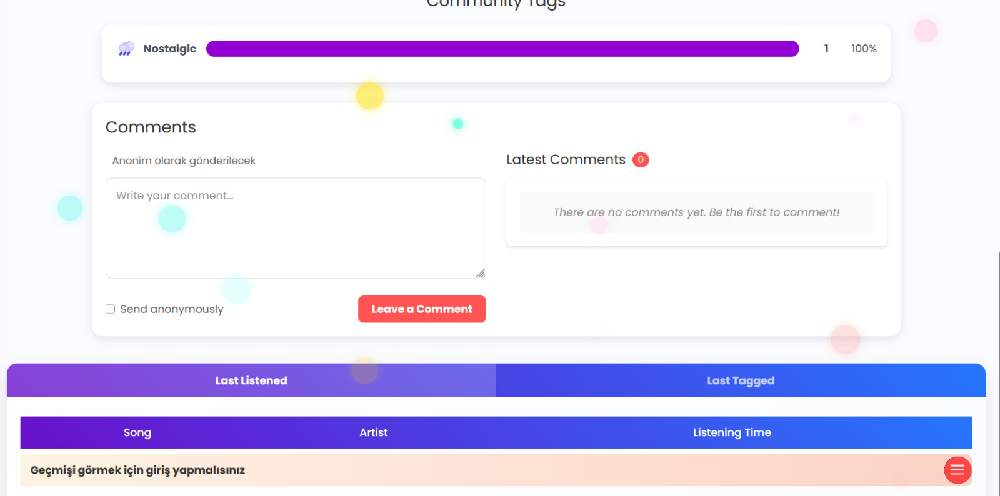 Community Tags
Nostalgic 1 100%
Comments
Anonim olarak gönderilecek
Write your comment...
Send anonymously
Leave a Comment
Latest Comments 0
There are no comments yet. Be the first to comment!
Last Listened Last Tagged
Song Artist Listening Time
Geçmişi görmek için giriş yapmalısınız